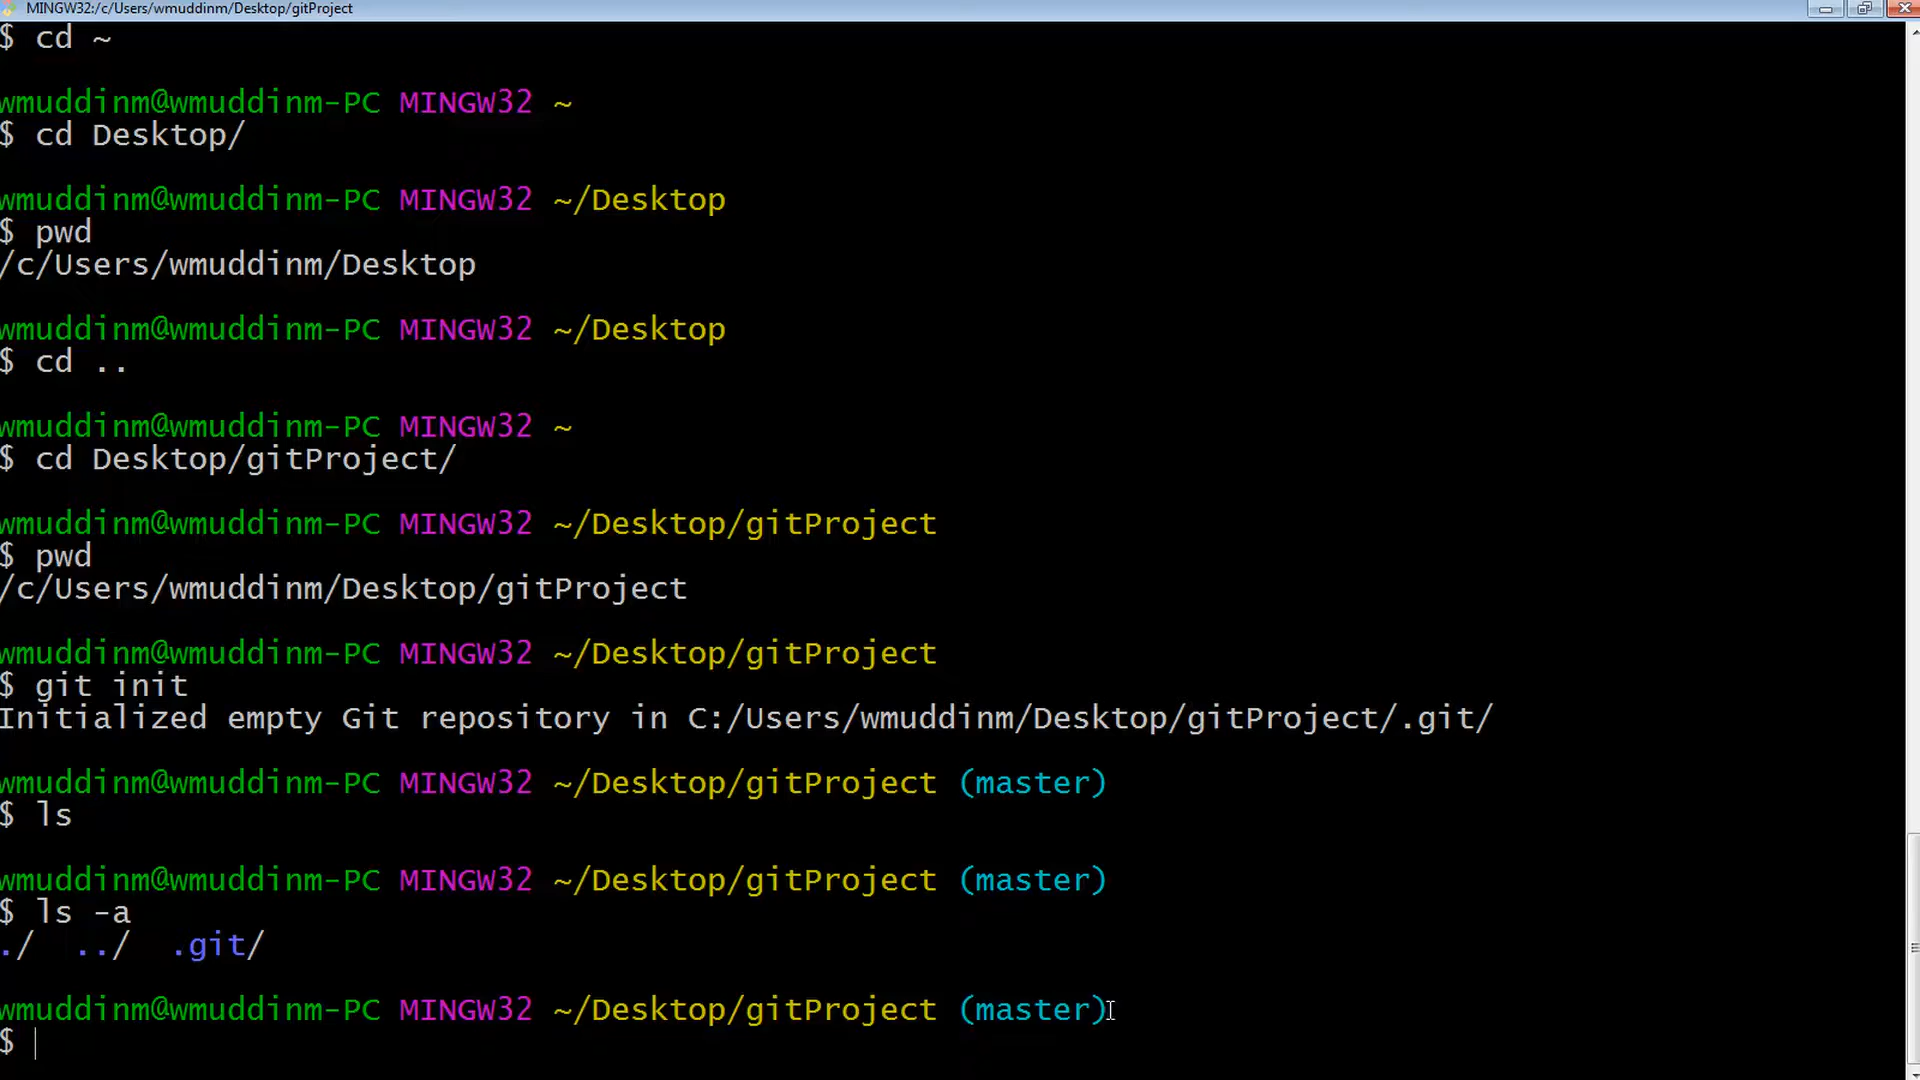 MINGW32:/c/Users/wmuddinm/Desktop/gitProject
$ cd ~
wmuddinm@wmuddinm-PC MINGW32 ~
$ cd Desktop/
wmuddinm@wmuddinm-PC MINGW32 ~/Desktop
$ pwd
/c/Users/wmuddinm/Desktop
wmuddinm@wmuddinm-PC MINGW32 ~/Desktop
$ cd ..
wmuddinm@wmuddinm-PC MINGW32 ~
$ cd Desktop/gitProject/
wmuddinm@wmuddinm-PC MINGW32 ~/Desktop/gitProject
$ pwd
/c/Users/wmuddinm/Desktop/gitProject
wmuddinm@wmuddinm-PC MINGW32 ~/Desktop/gitProject
$ git init
Initialized empty Git repository in C:/Users/wmuddinm/Desktop/gitProject/.git/
wmuddinm@wmuddinm-PC MINGW32 ~/Desktop/gitProject (master)
$ ls
wmuddinm@wmuddinm-PC MINGW32 ~/Desktop/gitProject (master)
$ ls -a
./ ../ .git/
wmuddinm@wmuddinm-PC MINGW32 ~/Desktop/gitProject (master)
$